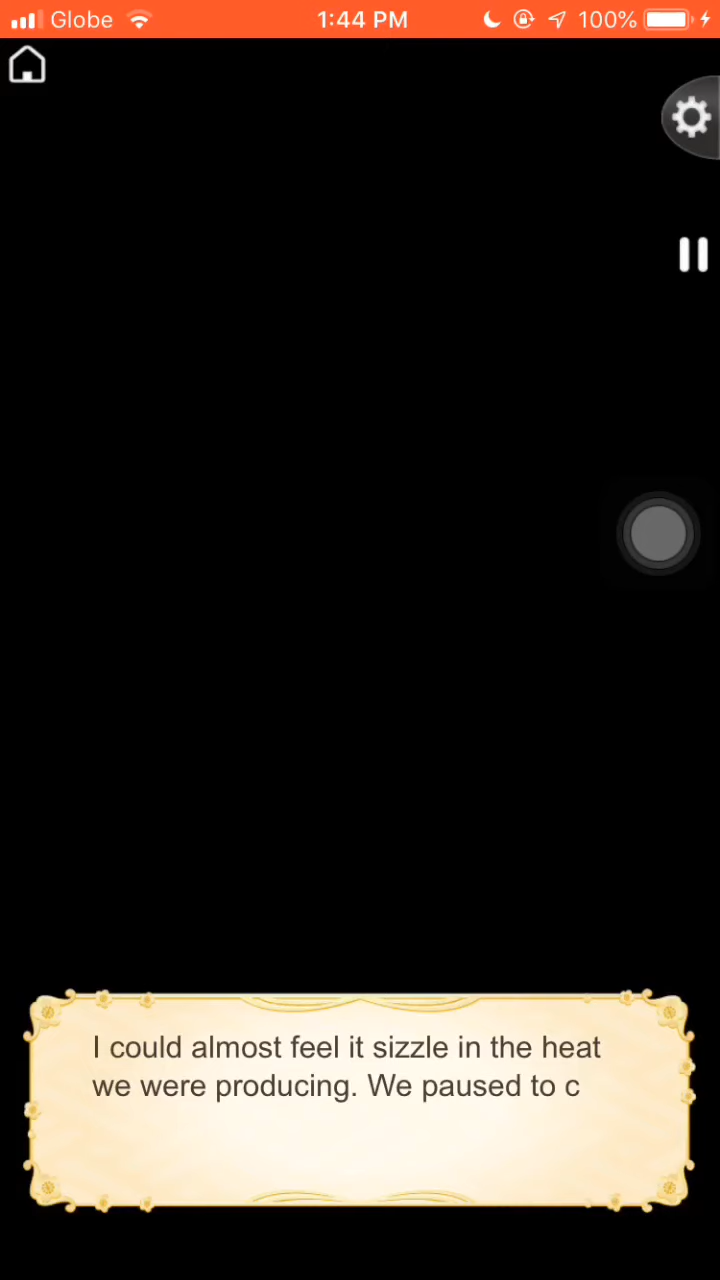 Globe
1:44 PM
100%
I could almost feel it sizzle in the heat
we were producing. We paused to c